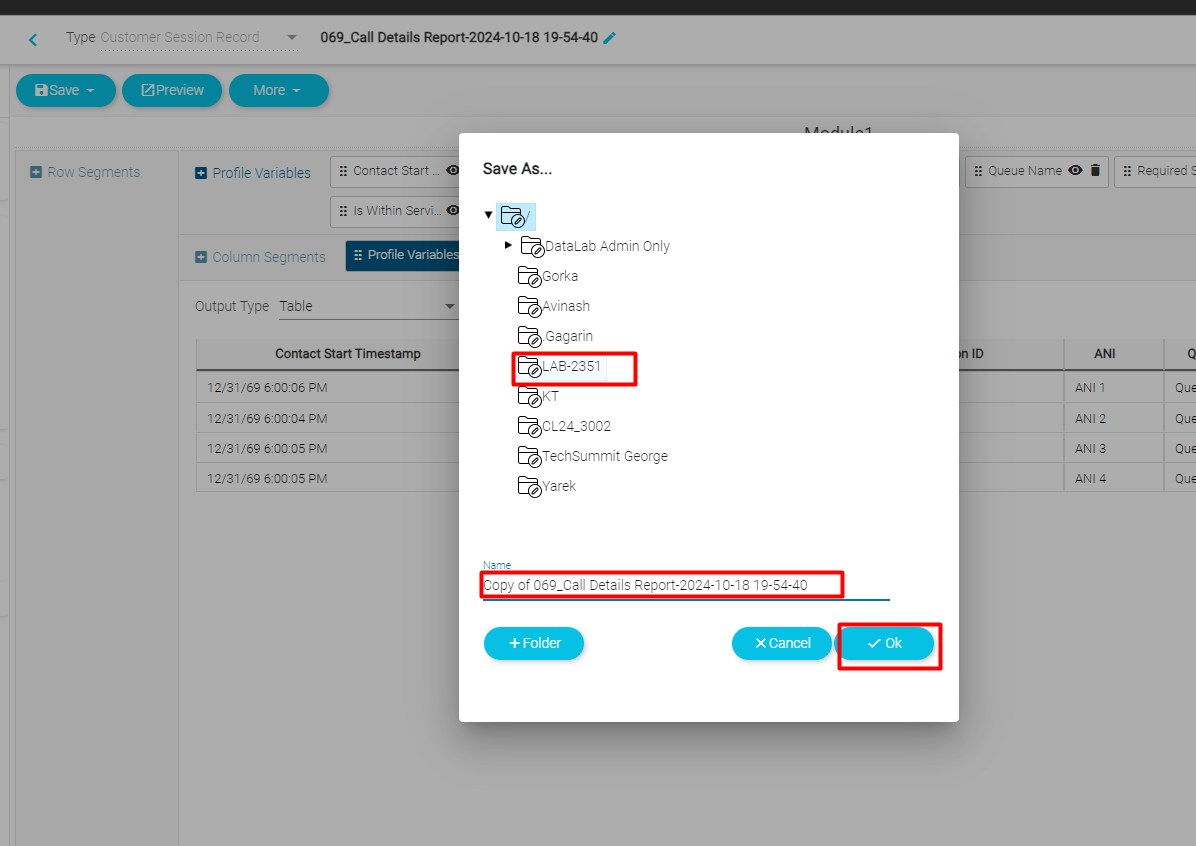 Type Customer Session Record 069_Call Details Report-2024-10-18 19-54-40
Save Preview More
Module1
Row Segments
Profile Variables Contact Start ... Queue Name Required S
Is Within Servi...
Column Segments Profile Variables
Output Type Table
Contact Start Timestamp on ID ANI Q
12/31/69 6:00:06 PM ANI 1 Que
12/31/69 6:00:04 PM ANI 2 Que
12/31/69 6:00:05 PM ANI 3 Que
12/31/69 6:00:05 PM ANI 4 Que
Save As...
/
DataLab Admin Only
Gorka
Avinash
.Gagarin
LAB-2351
KT
CL24_3002
TechSummit George
Yarek
Name
Copy of 069_Call Details Report-2024-10-18 19-54-40
Folder Cancel Ok